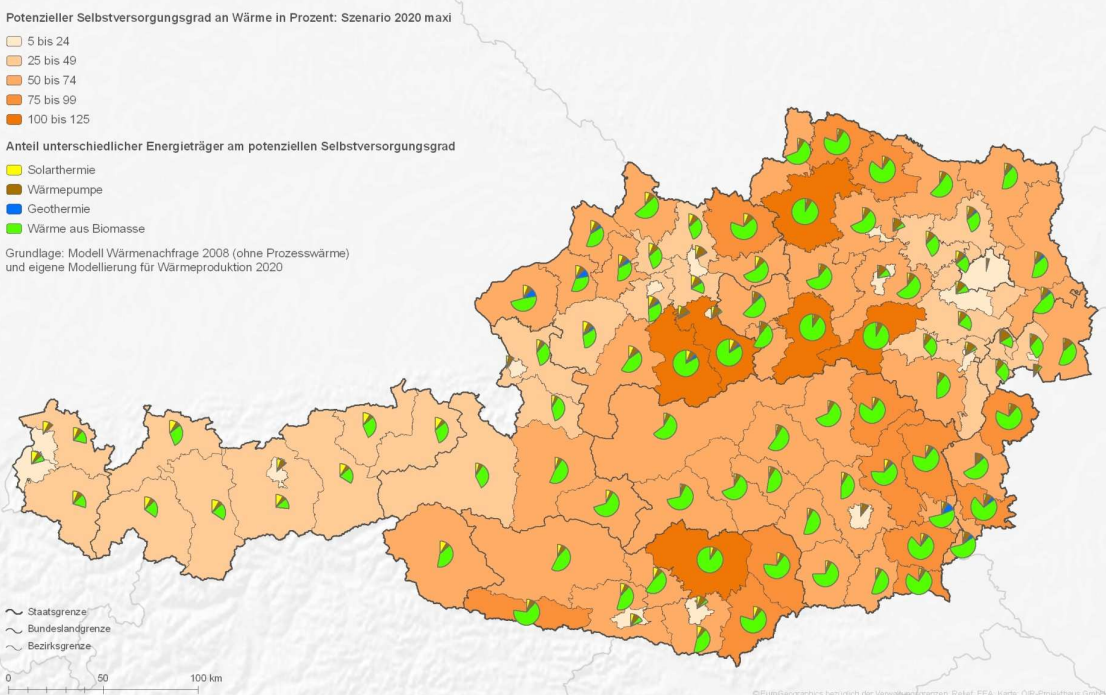 Potenzieller Selbstversorgungsgrad an Wärme in Prozent: Szenario 2020 maxi
5 bis 24
25 bis 49
50 bis 74
75 bis 99
100 bis 125
Anteil unterschiedlicher Energieträger am potenziellen Selbstversorgungsgrad
Solarthermie
Wärmepumpe
Geothermie
Wärme aus Biomasse
Grundlage: Modell Wärmenachfrage 2008 (ohne Prozesswärme)
und eigene Modellierung für Wärmeproduktion 2020
Staatsgrenze
Bundeslandgrenze
Bezirksgrenze
0 50 100 km